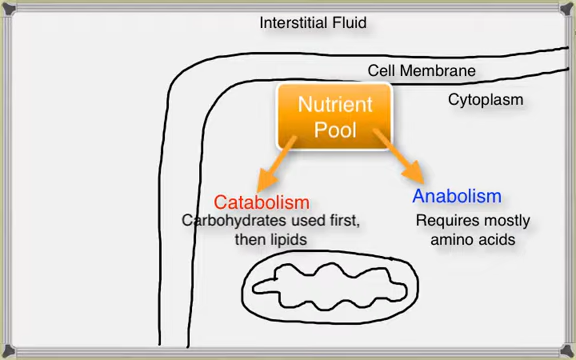 Interstitial Fluid
Cell Membrane
Cytoplasm
Nutrient
Pool
Catabolism
Carbohydrates used first,
then lipids
Anabolism
Requires mostly
amino acids